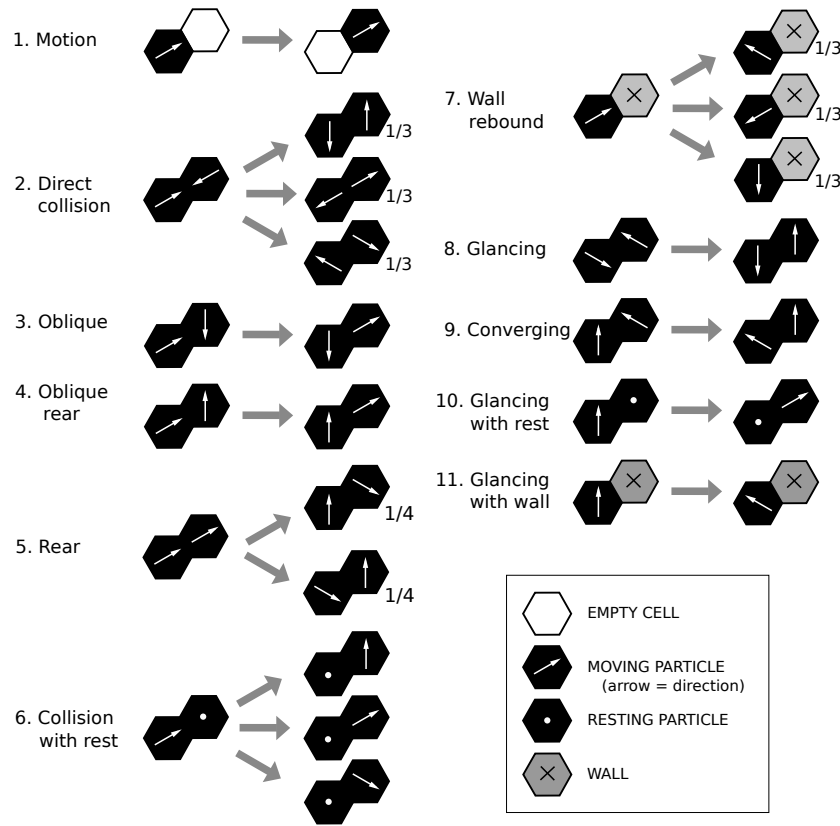 1. Motion
2. Direct
collision
1/3
1/3
1/3
3. Oblique
4. Oblique
rear
5. Rear
1/4
1/4
6. Collision
with rest
7. Wall
rebound
1/3
1/3
1/3
8. Glancing
9. Converging
10. Glancing
with rest
11. Glancing
with wall
EMPTY CELL
MOVING PARTICLE
(arrow = direction)
RESTING PARTICLE
WALL